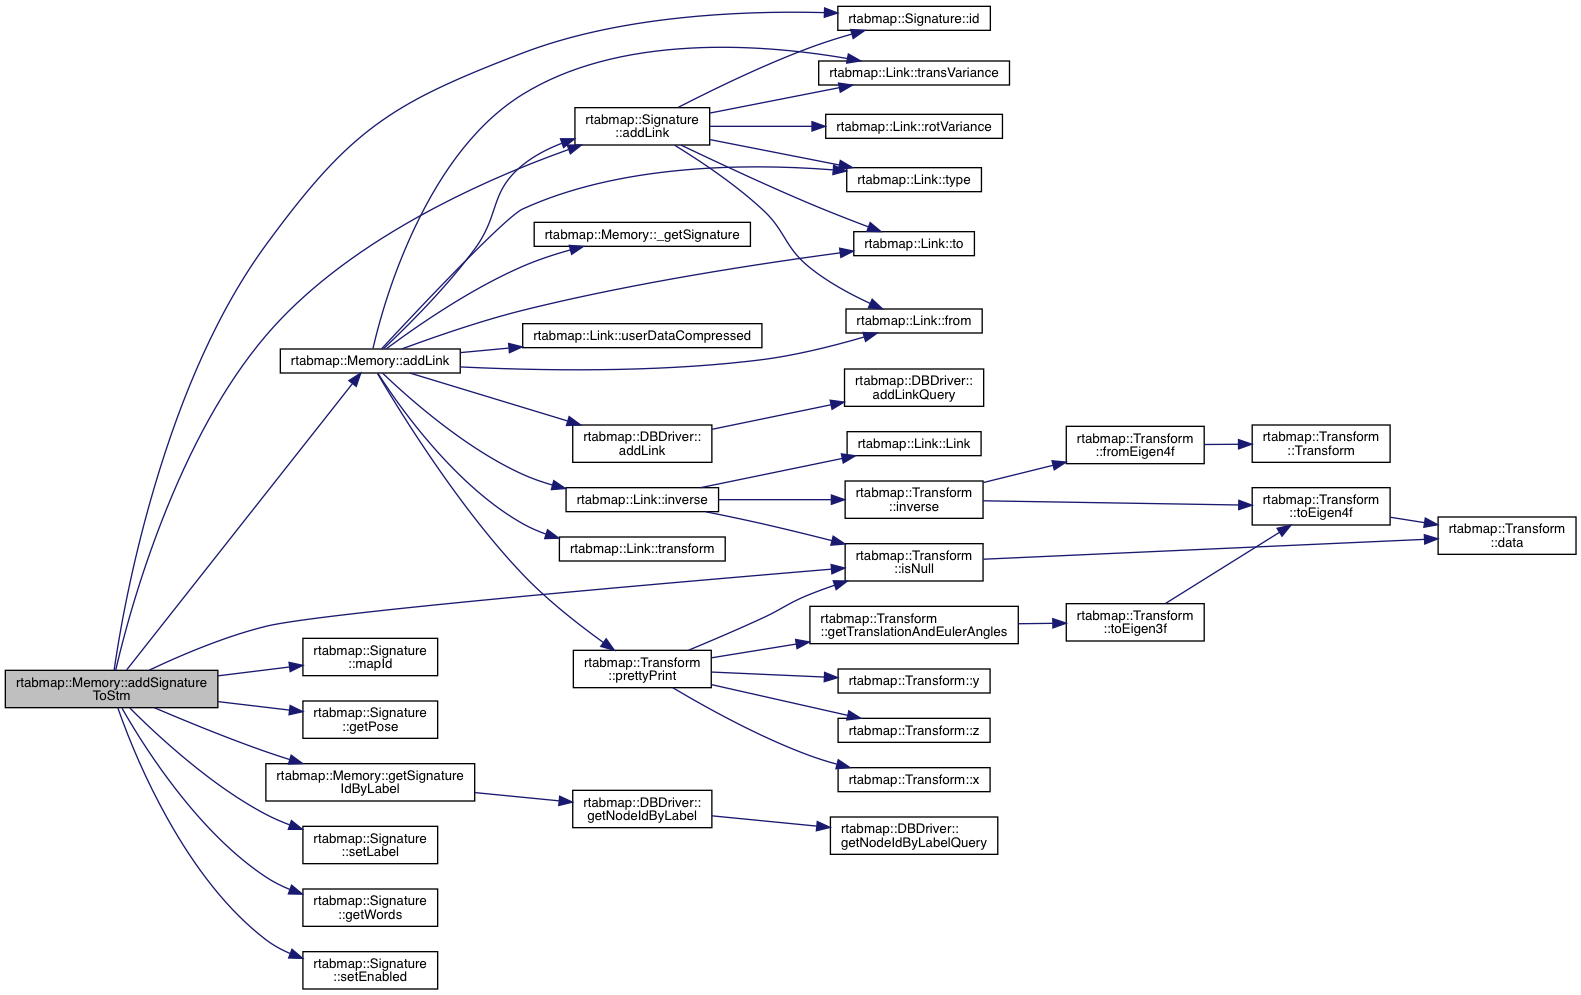 rtabmap::Signature::id
rtabmap::Link::transVariance
rtabmap::Signature
::addLink
rtabmap::Link::rotVariance
rtabmap::Link::type
rtabmap::Memory::_getSignature
rtabmap::Link::to
rtabmap::Link::from
rtabmap::Link::userDataCompressed
rtabmap::Memory::addLink
rtabmap::DBDriver::
addLinkQuery
rtabmap::DBDriver::
addLink
rtabmap::Link::Link
rtabmap::Transform
::fromEigen4f
rtabmap::Transform
::Transform
rtabmap::Link::inverse
rtabmap::Transform
::inverse
rtabmap::Transform
::toEigen4f
rtabmap::Transform
::data
rtabmap::Link::transform
rtabmap::Transform
::isNull
rtabmap::Transform
::getTranslationAndEulerAngles
rtabmap::Transform
::toEigen3f
rtabmap::Signature
::mapId
rtabmap::Transform
::prettyPrint
rtabmap::Transform::y
rtabmap::Memory::addSignature
ToStm
rtabmap::Signature
::getPose
rtabmap::Transform::z
rtabmap::Memory::getSignature
IdByLabel
rtabmap::Transform::x
rtabmap::DBDriver::
getNodeIdByLabel
rtabmap::DBDriver::
getNodeIdByLabelQuery
rtabmap::Signature
::setLabel
rtabmap::Signature
::getWords
rtabmap::Signature
::setEnabled